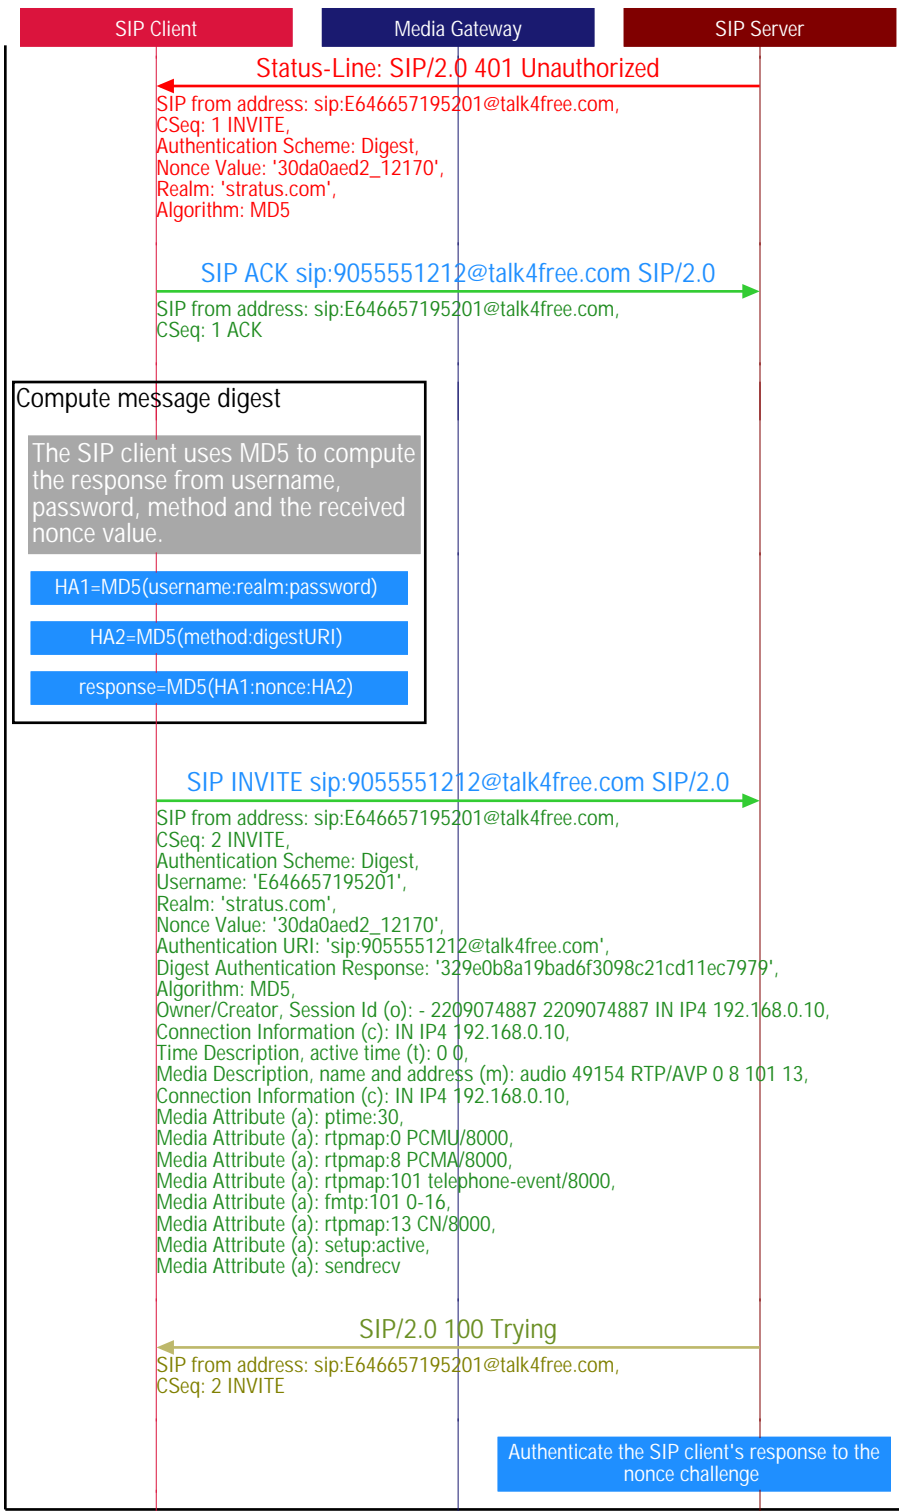 SIP Client
Media Gateway
SIP Server
Status-Line: SIP/2.0 401 Unauthorized
SIP from address: sip:E646657195201@talk4free.com,
CSeq: 1 INVITE,
Authentication Scheme: Digest,
Nonce Value: '30da0aed2_12170',
Realm: 'stratus.com',
Algorithm: MD5
SIP ACK sip:9055551212@talk4free.com SIP/2.0
SIP from address: sip:E646657195201@talk4free.com,
CSeq: 1 ACK
Compute message digest
The SIP client uses MD5 to compute
the response from username,
password, method and the received
nonce value.
HA1=MD5(username:realm:password)
HA2=MD5(method:digestURI)
response=MD5(HA1:nonce:HA2)
SIP INVITE sip:9055551212@talk4free.com SIP/2.0
SIP from address: sip:E646657195201@talk4free.com,
CSeq: 2 INVITE,
Authentication Scheme: Digest,
Username: 'E646657195201',
Realm: 'stratus.com',
Nonce Value: '30da0aed2_12170',
Authentication URI: 'sip:9055551212@talk4free.com',
Digest Authentication Response: '329e0b8a19bad6f3098c21cd11ec7979',
Algorithm: MD5,
Owner/Creator, Session Id (o): - 2209074887 2209074887 IN IP4 192.168.0.10,
Connection Information (c): IN IP4 192.168.0.10,
Time Description, active time (t): 0 0,
Media Description, name and address (m): audio 49154 RTP/AVP 0 8 101 13,
Connection Information (c): IN IP4 192.168.0.10,
Media Attribute (a): ptime:30,
Media Attribute (a): rtpmap:0 PCMU/8000,
Media Attribute (a): rtpmap:8 PCMA/8000,
Media Attribute (a): rtpmap:101 telephone-event/8000,
Media Attribute (a): fmtp:101 0-16,
Media Attribute (a): rtpmap:13 CN/8000,
Media Attribute (a): setup:active,
Media Attribute (a): sendrecv
SIP/2.0 100 Trying
SIP from address: sip:E646657195201@talk4free.com,
CSeq: 2 INVITE
Authenticate the SIP client's response to the
nonce challenge